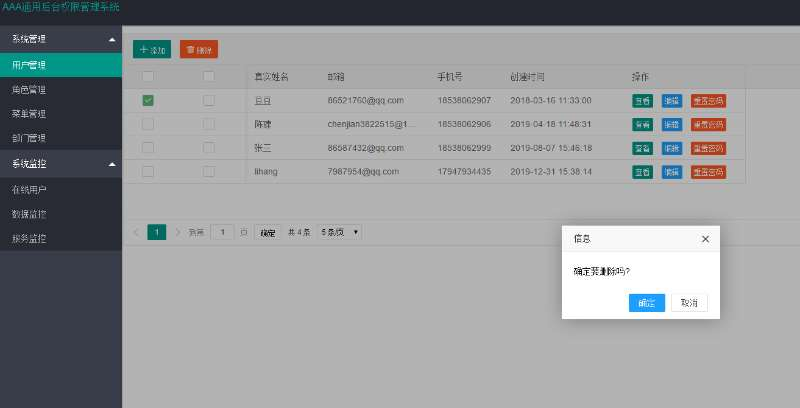 AAA通用后台权限管理系统
系统管理
用户管理
角色管理
菜单管理
部门管理
系统监控
在线用户
数据监控
服务监控
添加 删除
真实姓名 邮箱 手机号 创建时间 操作
豆豆 86521760@qq.com 18538062907 2018-03-16 11:33:00 查看 编辑 重置密码
陈建 chenjian3822515@1... 18538062906 2019-04-18 11:48:31 查看 编辑 重置密码
张三 86587432@qq.com 18538062999 2019-08-07 15:46:18 查看 编辑 重置密码
lihang 7987954@qq.com 17947934435 2019-12-31 15:38:14 查看 编辑 重置密码
1 到第 1 页 确定 共 4 条 5 条/页
信息
确定要删除吗?
确定 取消